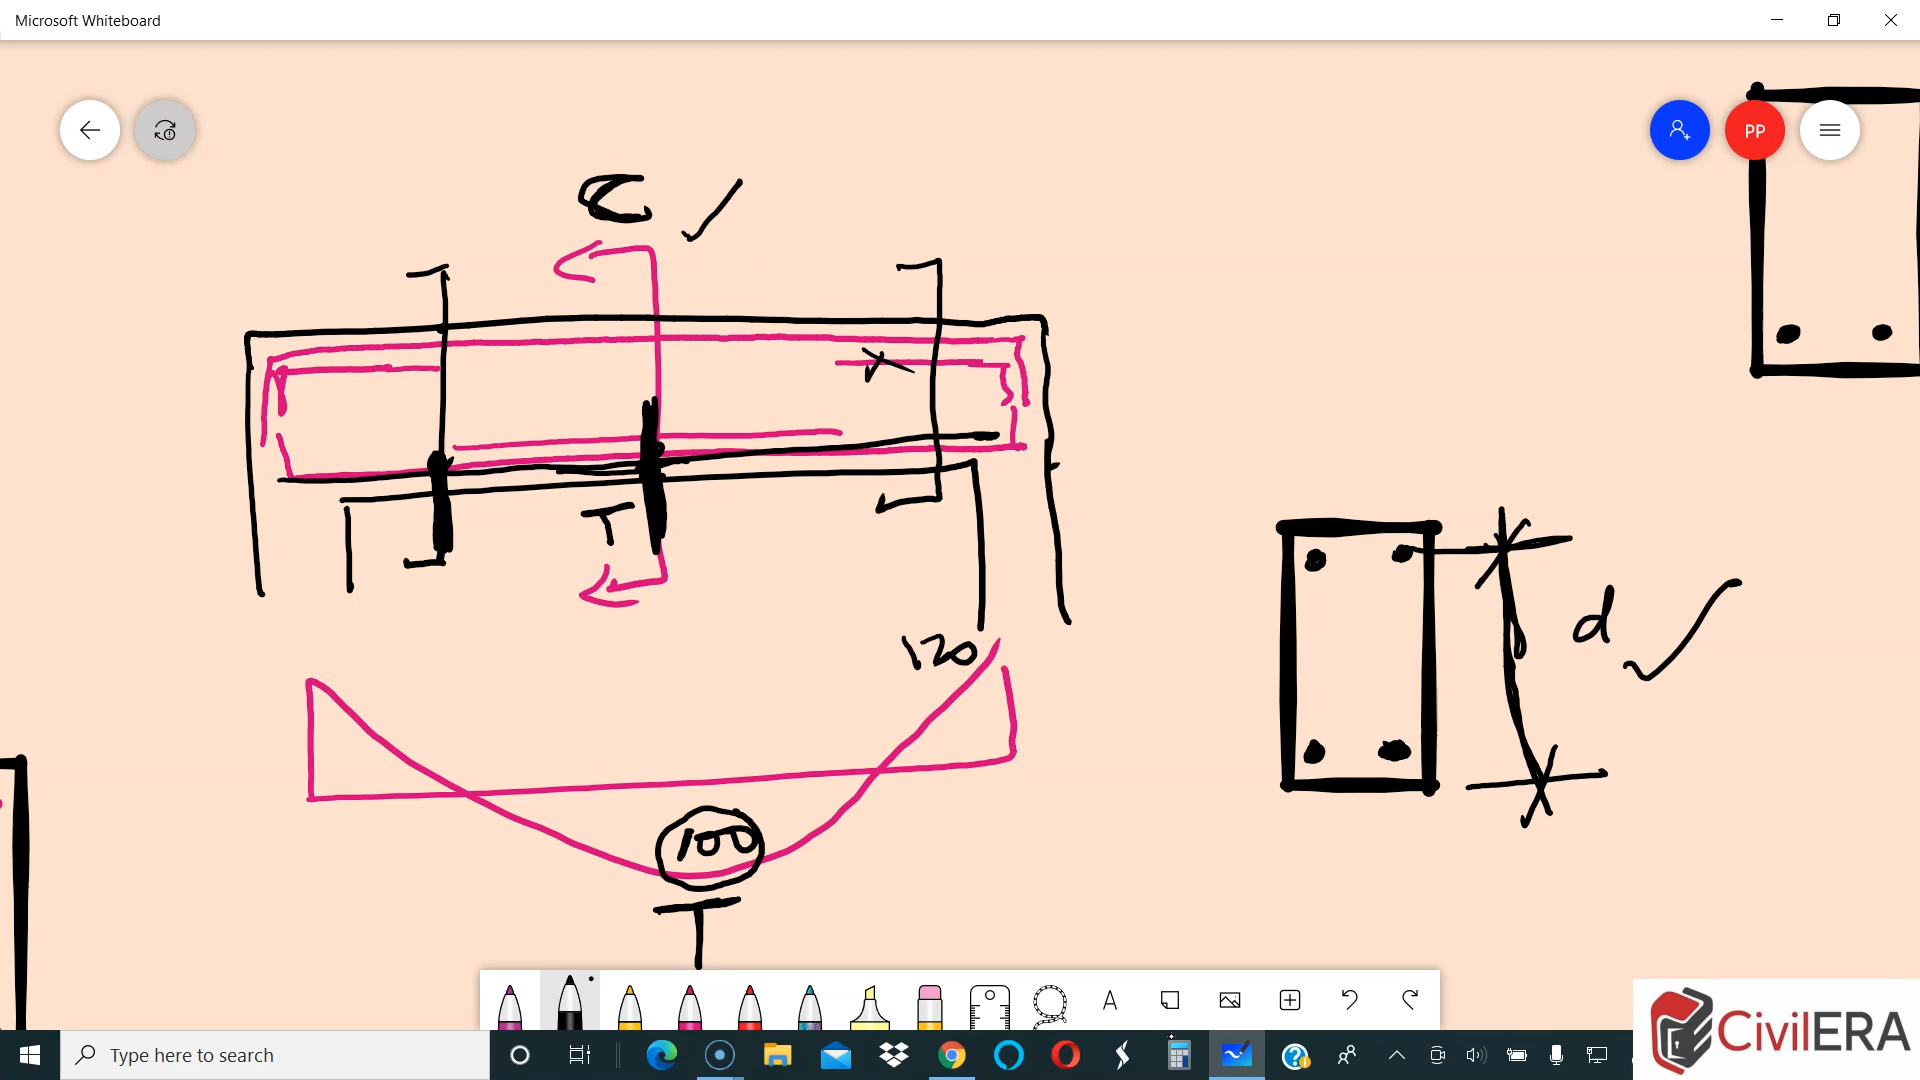 Microsoft Whiteboard
PP
C
T
d
120
100
T
A
Type here to search
CivilERA